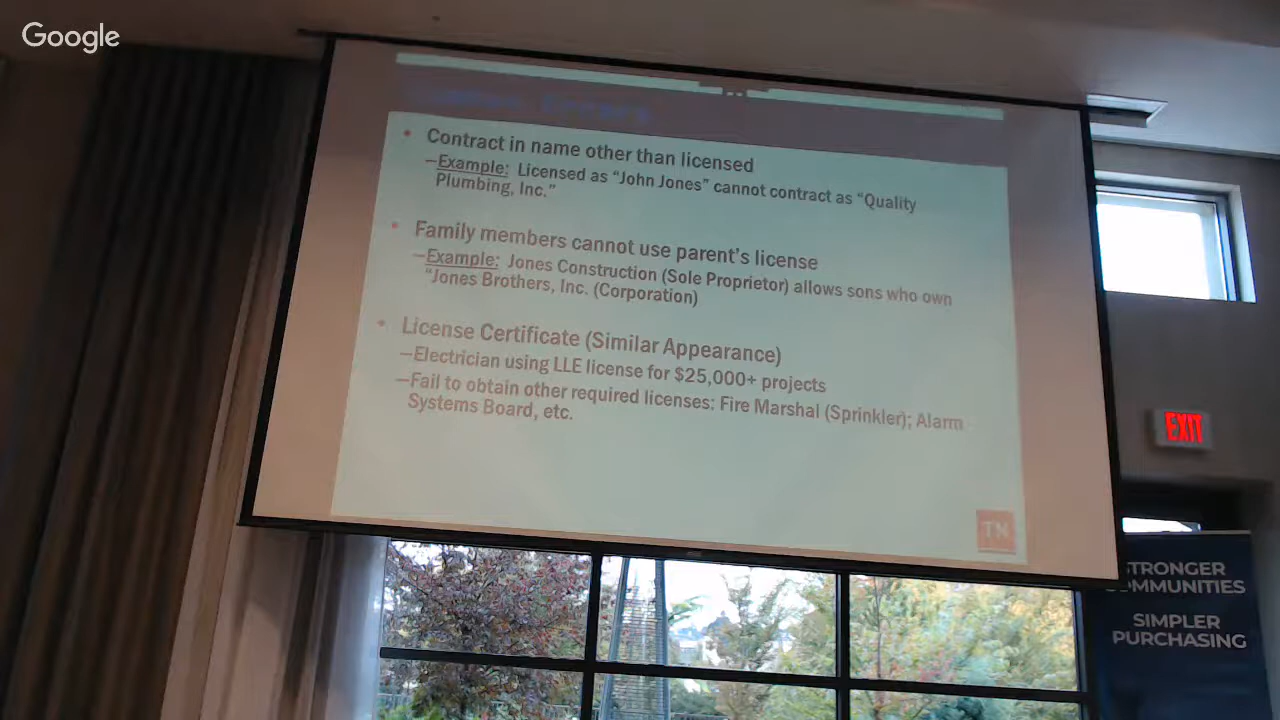 Google
Errors
• Contract in name other than licensed
–Example: Licensed as “John Jones” cannot contract as “Quality
Plumbing, Inc.”
• Family members cannot use parent’s license
–Example: Jones Construction (Sole Proprietor) allows sons who own
“Jones Brothers, Inc. (Corporation)
• License Certificate (Similar Appearance)
–Electrician using LLE license for $25,000+ projects
–Fail to obtain other required licenses: Fire Marshal (Sprinkler); Alarm
Systems Board, etc.
TN
EXIT
STRONGER
COMMUNITIES
SIMPLER
PURCHASING